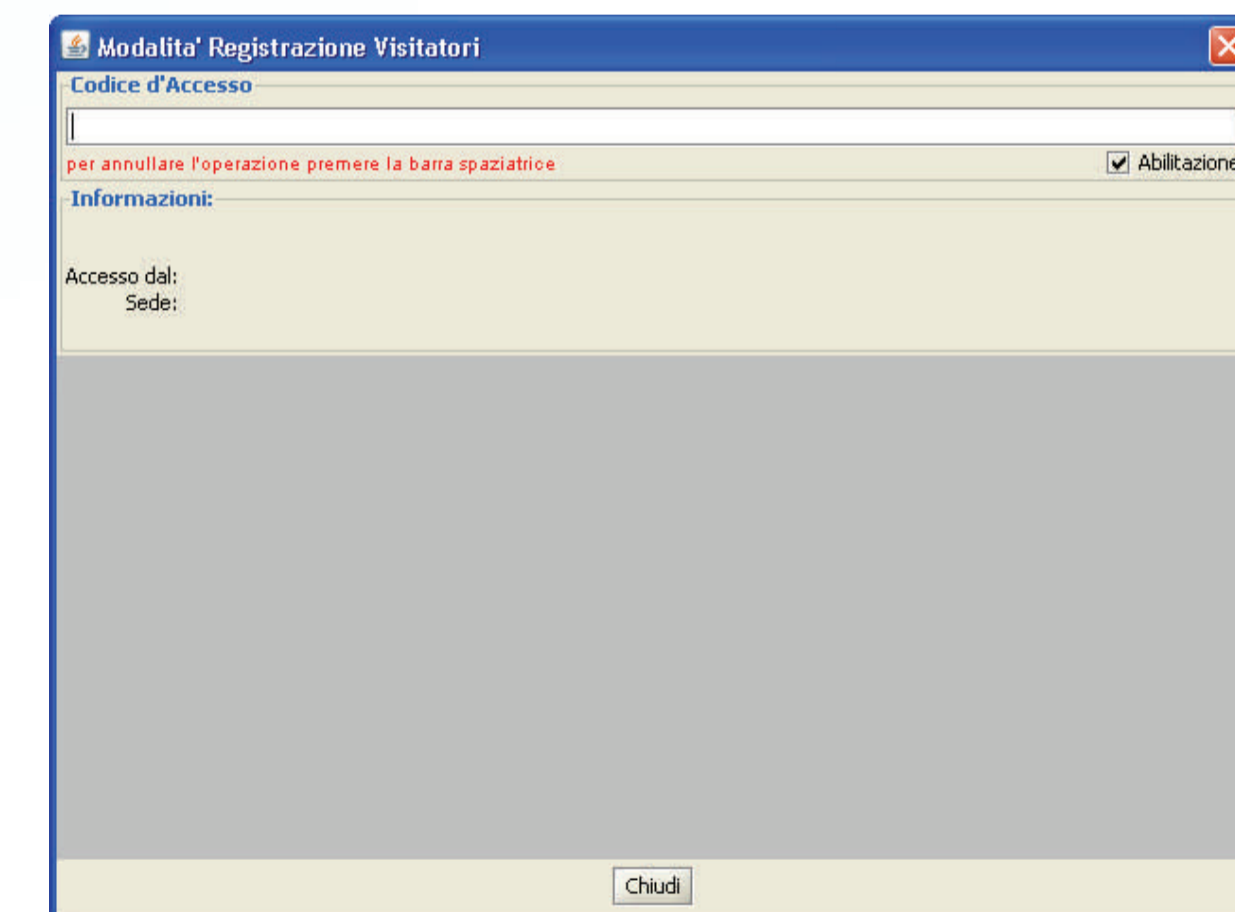 Modalita' Registrazione Visitatori
Codice d'Accesso
per annullare l'operazione premere la barra spaziatrice
Abilitazione
Informazioni:
Accesso dal:
Sede:
Chiudi